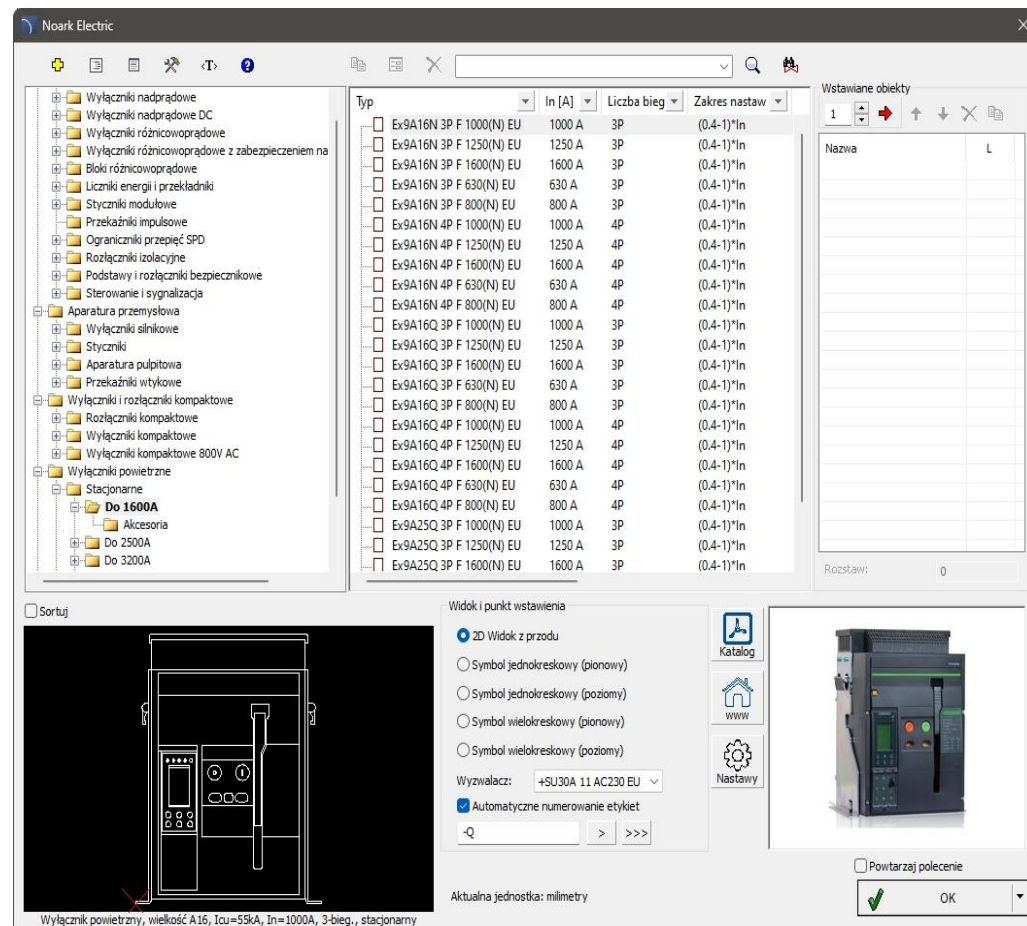 Noark Electric
<T>
?
Wyłączniki nadprądowe
Wyłączniki nadprądowe DC
Wyłączniki różnicowoprądowe
Wyłączniki różnicowoprądowe z zabezpieczeniem na
Bloki różnicowoprądowe
Liczniki energii i przekładniki
Styczniki modułowe
Przekaźniki impulsowe
Ograniczniki przepięć SPD
Rozłączniki izolacyjne
Podstawy i rozłączniki bezpiecznikowe
Sterowanie i sygnalizacja
Aparatura przemysłowa
Wyłączniki silnikowe
Styczniki
Aparatura pulpitowa
Przekaźniki wtykowe
Wyłączniki i rozłączniki kompaktowe
Rozłączniki kompaktowe
Wyłączniki kompaktowe
Wyłączniki kompaktowe 800V AC
Wyłączniki powietrzne
Stacjonarne
Do 1600A
Akcesoria
Do 2500A
Do 3200A
Typ In [A] Liczba bieg Zakres nastaw
Ex9A16N 3P F 1000(N) EU 1000 A 3P (0.4-1)*In
Ex9A16N 3P F 1250(N) EU 1250 A 3P (0.4-1)*In
Ex9A16N 3P F 1600(N) EU 1600 A 3P (0.4-1)*In
Ex9A16N 3P F 630(N) EU 630 A 3P (0.4-1)*In
Ex9A16N 3P F 800(N) EU 800 A 3P (0.4-1)*In
Ex9A16N 4P F 1000(N) EU 1000 A 4P (0.4-1)*In
Ex9A16N 4P F 1250(N) EU 1250 A 4P (0.4-1)*In
Ex9A16N 4P F 1600(N) EU 1600 A 4P (0.4-1)*In
Ex9A16N 4P F 630(N) EU 630 A 4P (0.4-1)*In
Ex9A16N 4P F 800(N) EU 800 A 4P (0.4-1)*In
Ex9A16Q 3P F 1000(N) EU 1000 A 3P (0.4-1)*In
Ex9A16Q 3P F 1250(N) EU 1250 A 3P (0.4-1)*In
Ex9A16Q 3P F 1600(N) EU 1600 A 3P (0.4-1)*In
Ex9A16Q 3P F 630(N) EU 630 A 3P (0.4-1)*In
Ex9A16Q 3P F 800(N) EU 800 A 3P (0.4-1)*In
Ex9A16Q 4P F 1000(N) EU 1000 A 4P (0.4-1)*In
Ex9A16Q 4P F 1250(N) EU 1250 A 4P (0.4-1)*In
Ex9A16Q 4P F 1600(N) EU 1600 A 4P (0.4-1)*In
Ex9A16Q 4P F 630(N) EU 630 A 4P (0.4-1)*In
Ex9A16Q 4P F 800(N) EU 800 A 4P (0.4-1)*In
Ex9A25Q 3P F 1000(N) EU 1000 A 3P (0.4-1)*In
Ex9A25Q 3P F 1250(N) EU 1250 A 3P (0.4-1)*In
Ex9A25Q 3P F 1600(N) EU 1600 A 3P (0.4-1)*In
Wstawiane obiekty
1
Nazwa L
Rozstaw: 0
Sortuj
Wyłącznik powietrzny, wielkość A16, Icu=55kA, In=1000A, 3-bieg., stacjonarny
Widok i punkt wstawienia
2D Widok z przodu
Symbol jednokreskowy (pionowy)
Symbol jednokreskowy (poziomy)
Symbol wielokreskowy (pionowy)
Symbol wielokreskowy (poziomy)
Wyzwalacz: +SU30A 11 AC230 EU
Automatyczne numerowanie etykiet
-Q > >>>
Aktualna jednostka: milimetry
Katalog
www
Nastawy
Powtarzaj polecenie
OK